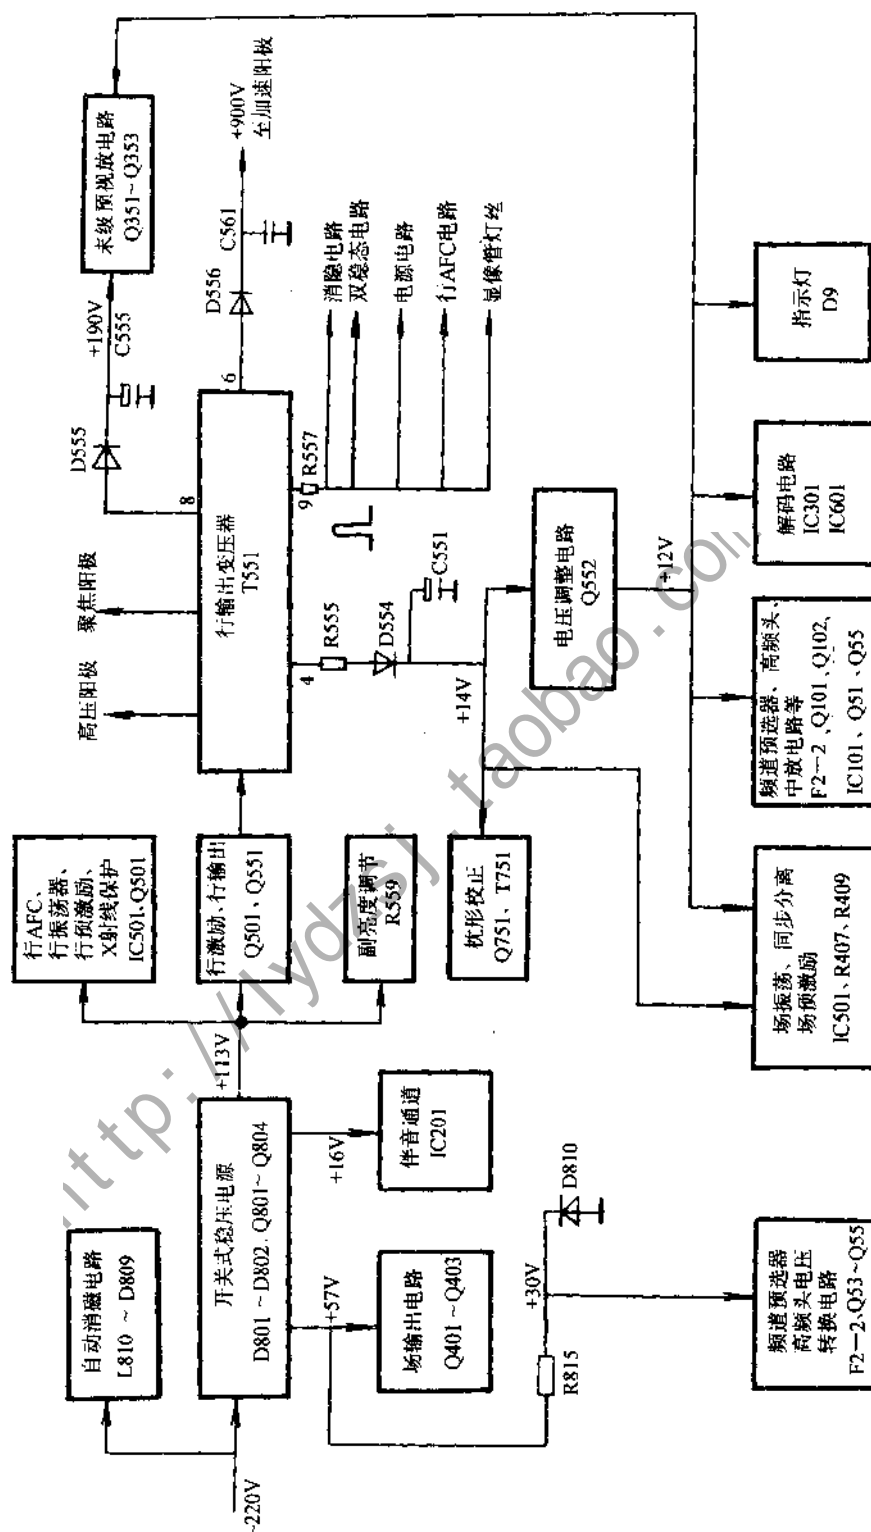 ~220V
自动消磁电路
L810 ~ D809
开关式稳压电源
D801~D802、Q801~Q804
+57V
场输出电路
Q401~Q403
R815
+30V
D810
频道预选器
高频头电压
转换电路
F2—2、Q53~Q55
+16V
伴音通道
IC201
+113V
行AFC、
行振荡器、
行预激励、
X射线保护
IC501、Q501
行激励、行输出
Q501、Q551
副亮度调节
R559
枕形校正
Q751、T751
场振荡、同步分离
场预激励
IC501、R407、R409
高压阳极
聚焦阳极
行输出变压器
T551
4
R555
D554
+14V
C551
8
D555
+190V
C555
末级预视放电路
Q351~Q353
6
D556
C561
+900V
至加速阳极
9
R557
消隐电路
双稳态电路
电源电路
行AFC电路
显像管灯丝
电压调整电路
Q552
+12V
频道预选器、高频头、
中放电路等
F2—2、Q101、Q102、
IC101、Q51、Q55
解码电路
IC301
IC601
指示灯
D9
http://lydzsj.taobao.com